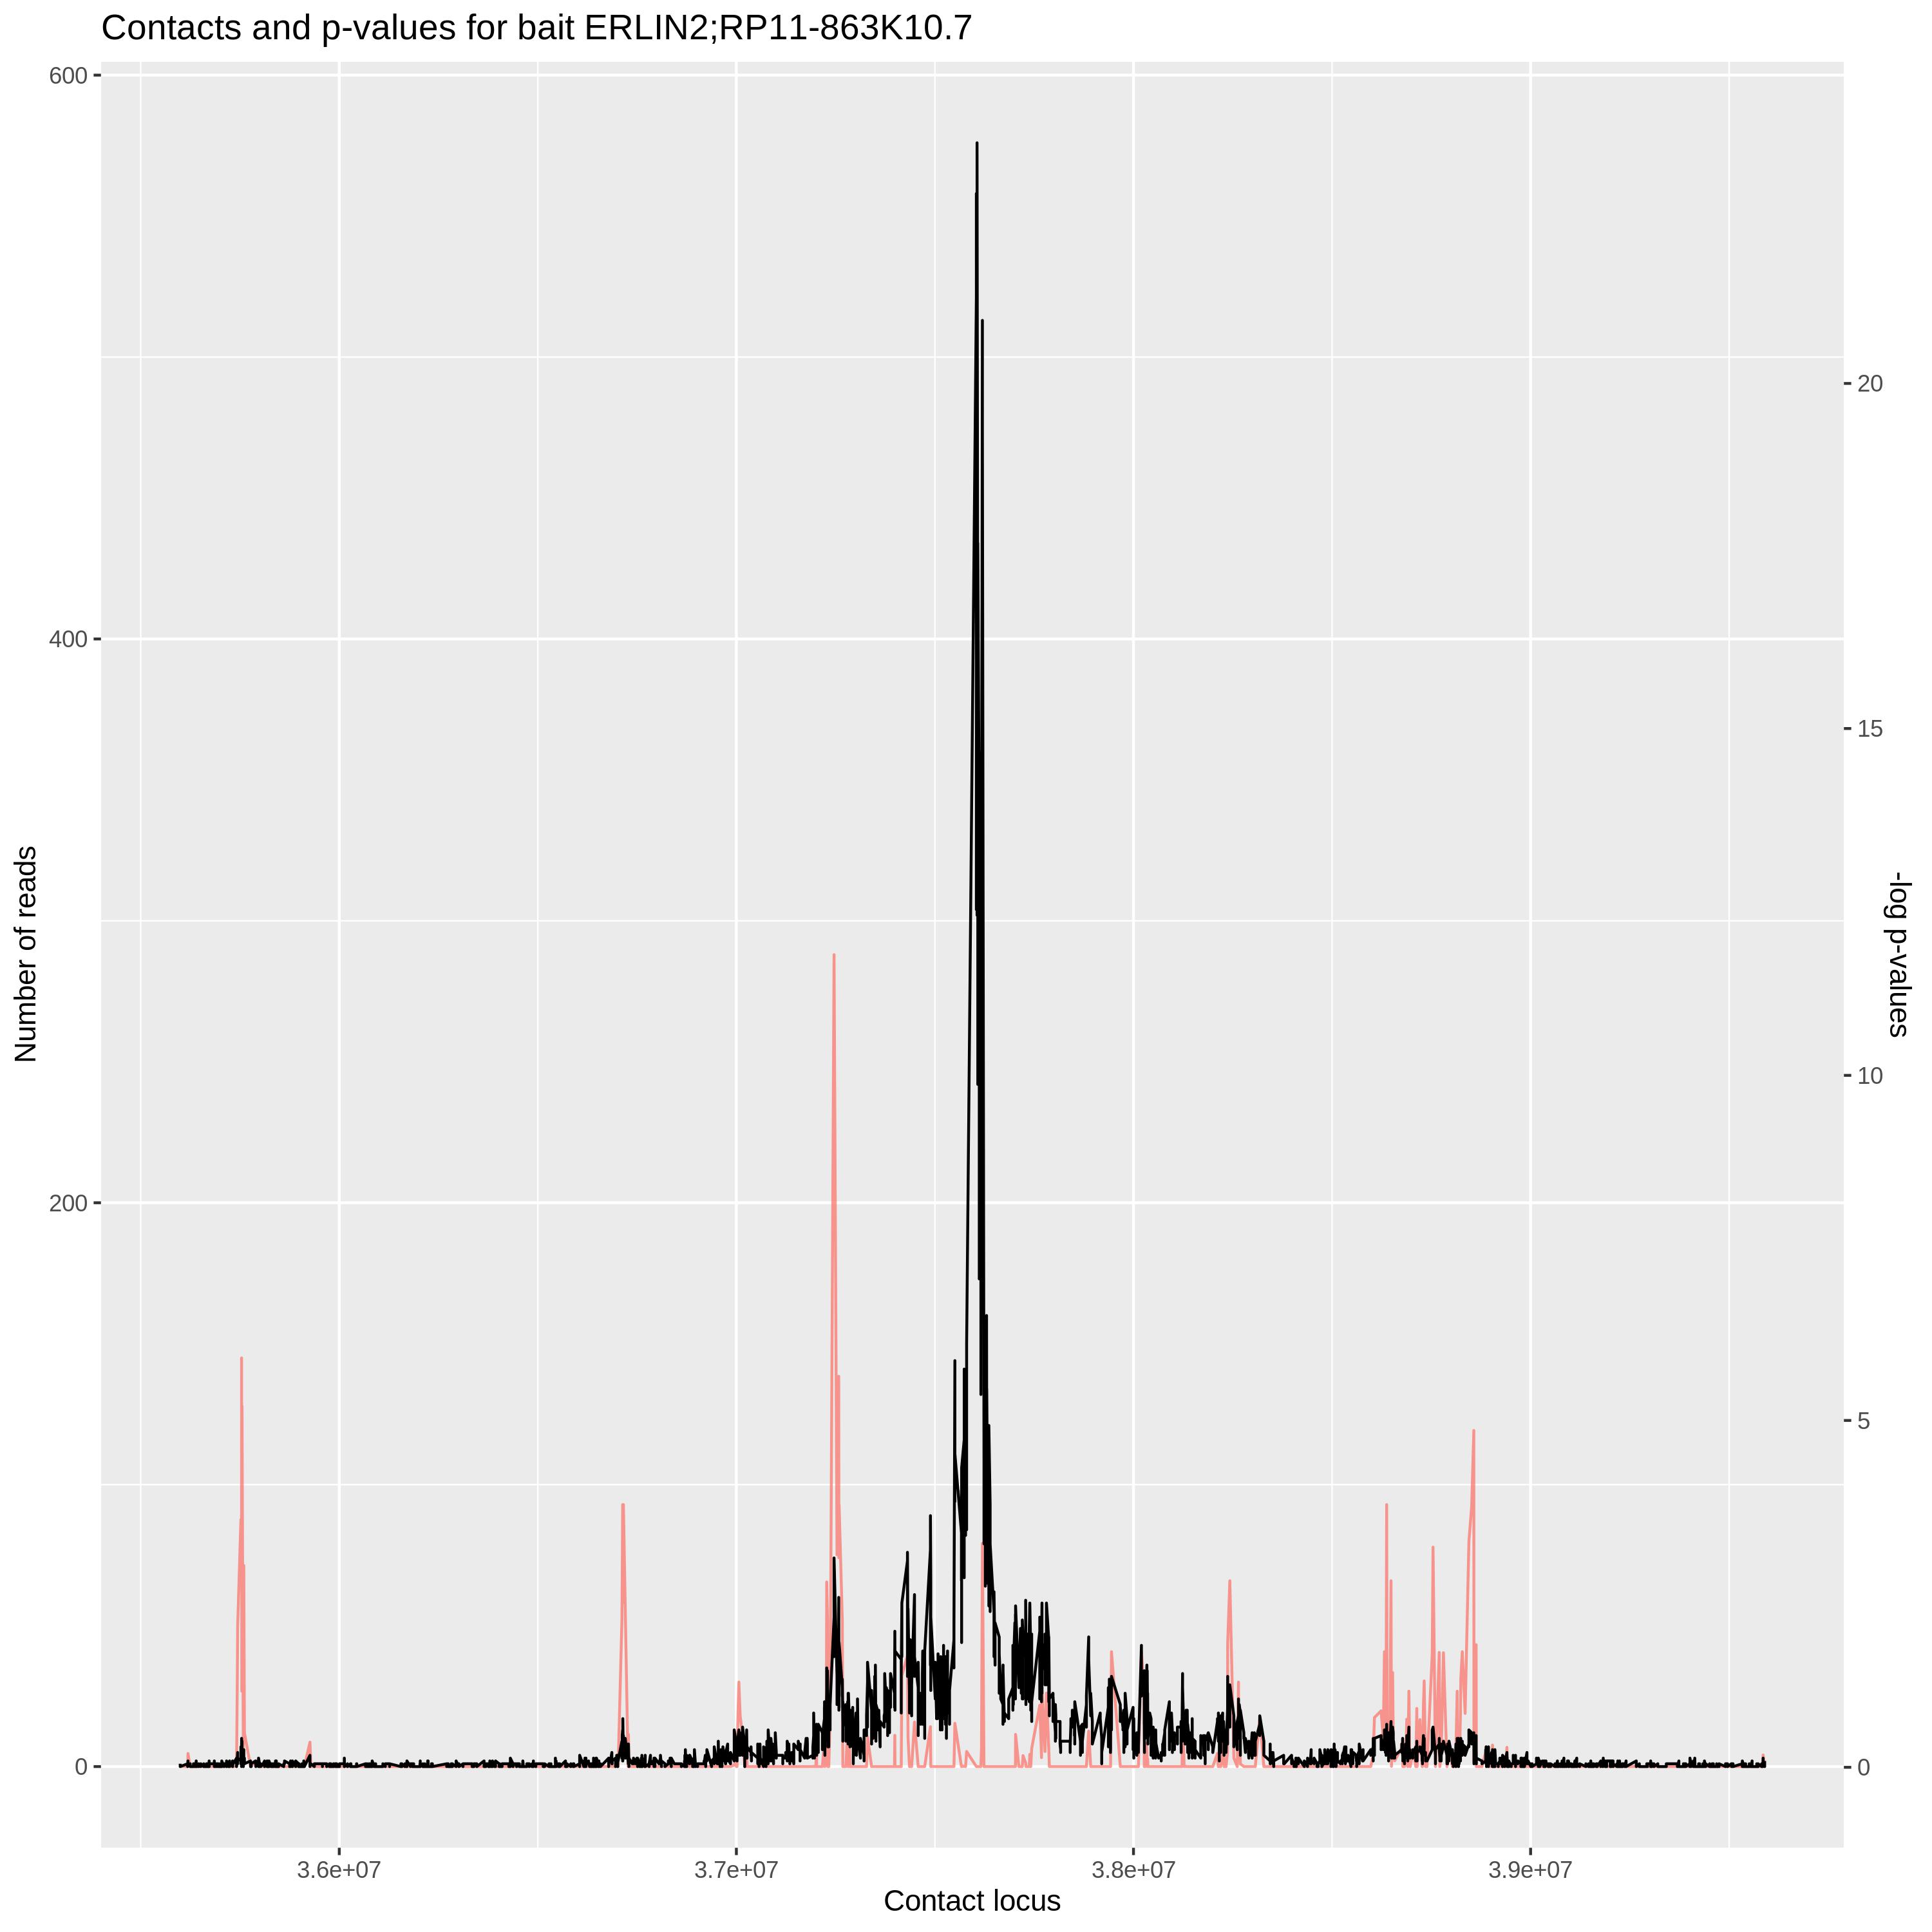 Contacts and p-values for bait ERLIN2;RP11-863K10.7
600
400
200
0
Number of reads
20
15
10
5
0
-log p-values
3.6e+07
3.7e+07
3.8e+07
3.9e+07
Contact locus